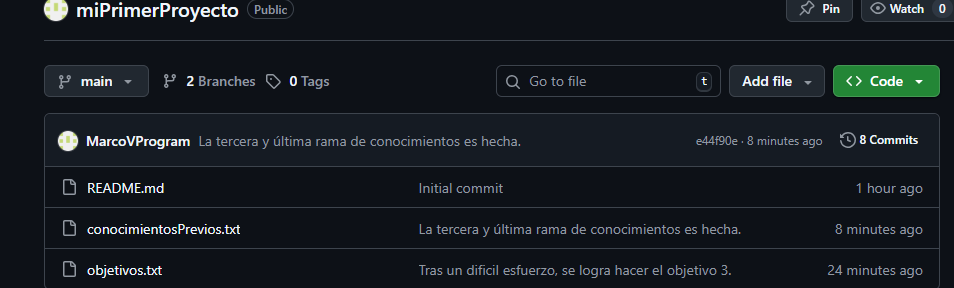 miPrimerProyecto Public Pin Watch 0
main 2 Branches 0 Tags Go to file t Add file Code
MarcoVProgram La tercera y última rama de conocimientos es hecha. e44f90e · 8 minutes ago 8 Commits
README.md Initial commit 1 hour ago
conocimientosPrevios.txt La tercera y última rama de conocimientos es hecha. 8 minutes ago
objetivos.txt Tras un dificil esfuerzo, se logra hacer el objetivo 3. 24 minutes ago